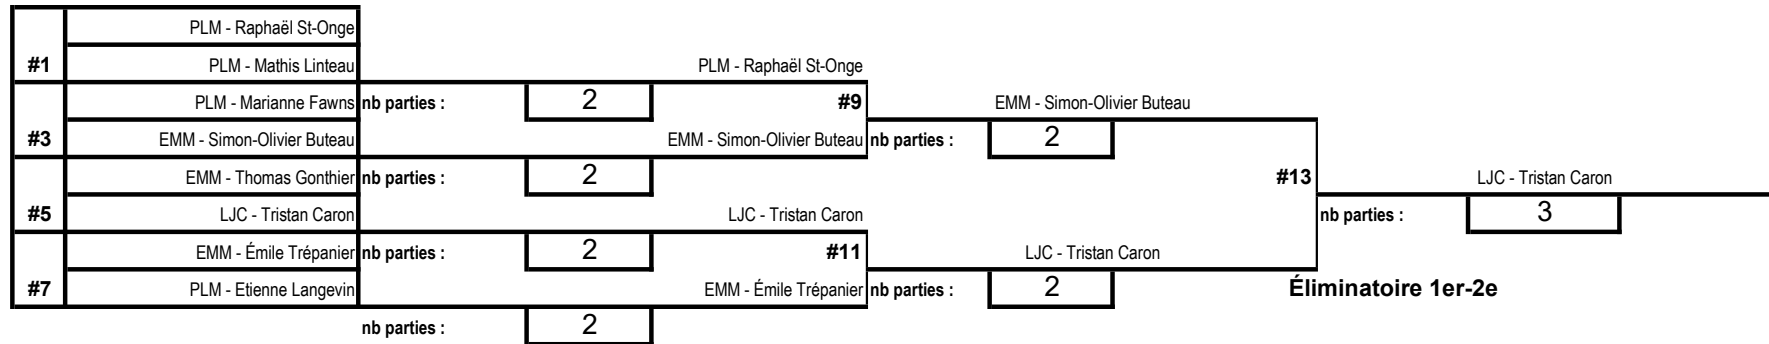 PLM - Raphaël St-Onge
#1 PLM - Mathis Linteau PLM - Raphaël St-Onge
PLM - Marianne Fawns nb parties : 2 #9 EMM - Simon-Olivier Buteau
#3 EMM - Simon-Olivier Buteau EMM - Simon-Olivier Buteau nb parties : 2
EMM - Thomas Gonthier nb parties : 2 #13 LJC - Tristan Caron
#5 LJC - Tristan Caron LJC - Tristan Caron nb parties : 3
EMM - Émile Trépanier nb parties : 2 #11 LJC - Tristan Caron
#7 PLM - Etienne Langevin EMM - Émile Trépanier nb parties : 2 Éliminatoire 1er-2e
nb parties : 2